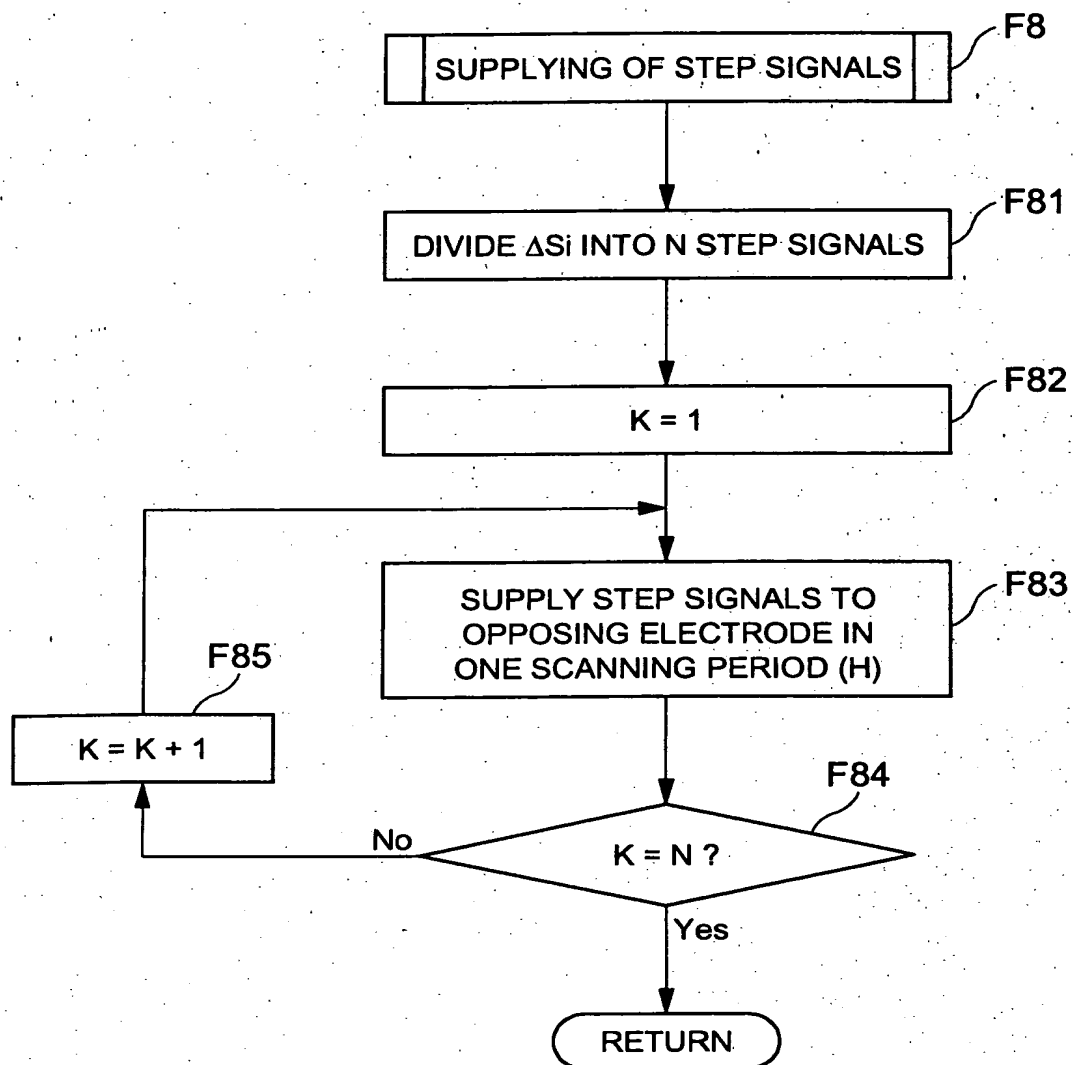 F8
SUPPLYING OF STEP SIGNALS
F81
DIVIDE ΔSi INTO N STEP SIGNALS
F82
K = 1
F83
SUPPLY STEP SIGNALS TO
OPPOSING ELECTRODE IN
ONE SCANNING PERIOD (H)
F85
K = K + 1
F84
No
K = N ?
Yes
RETURN